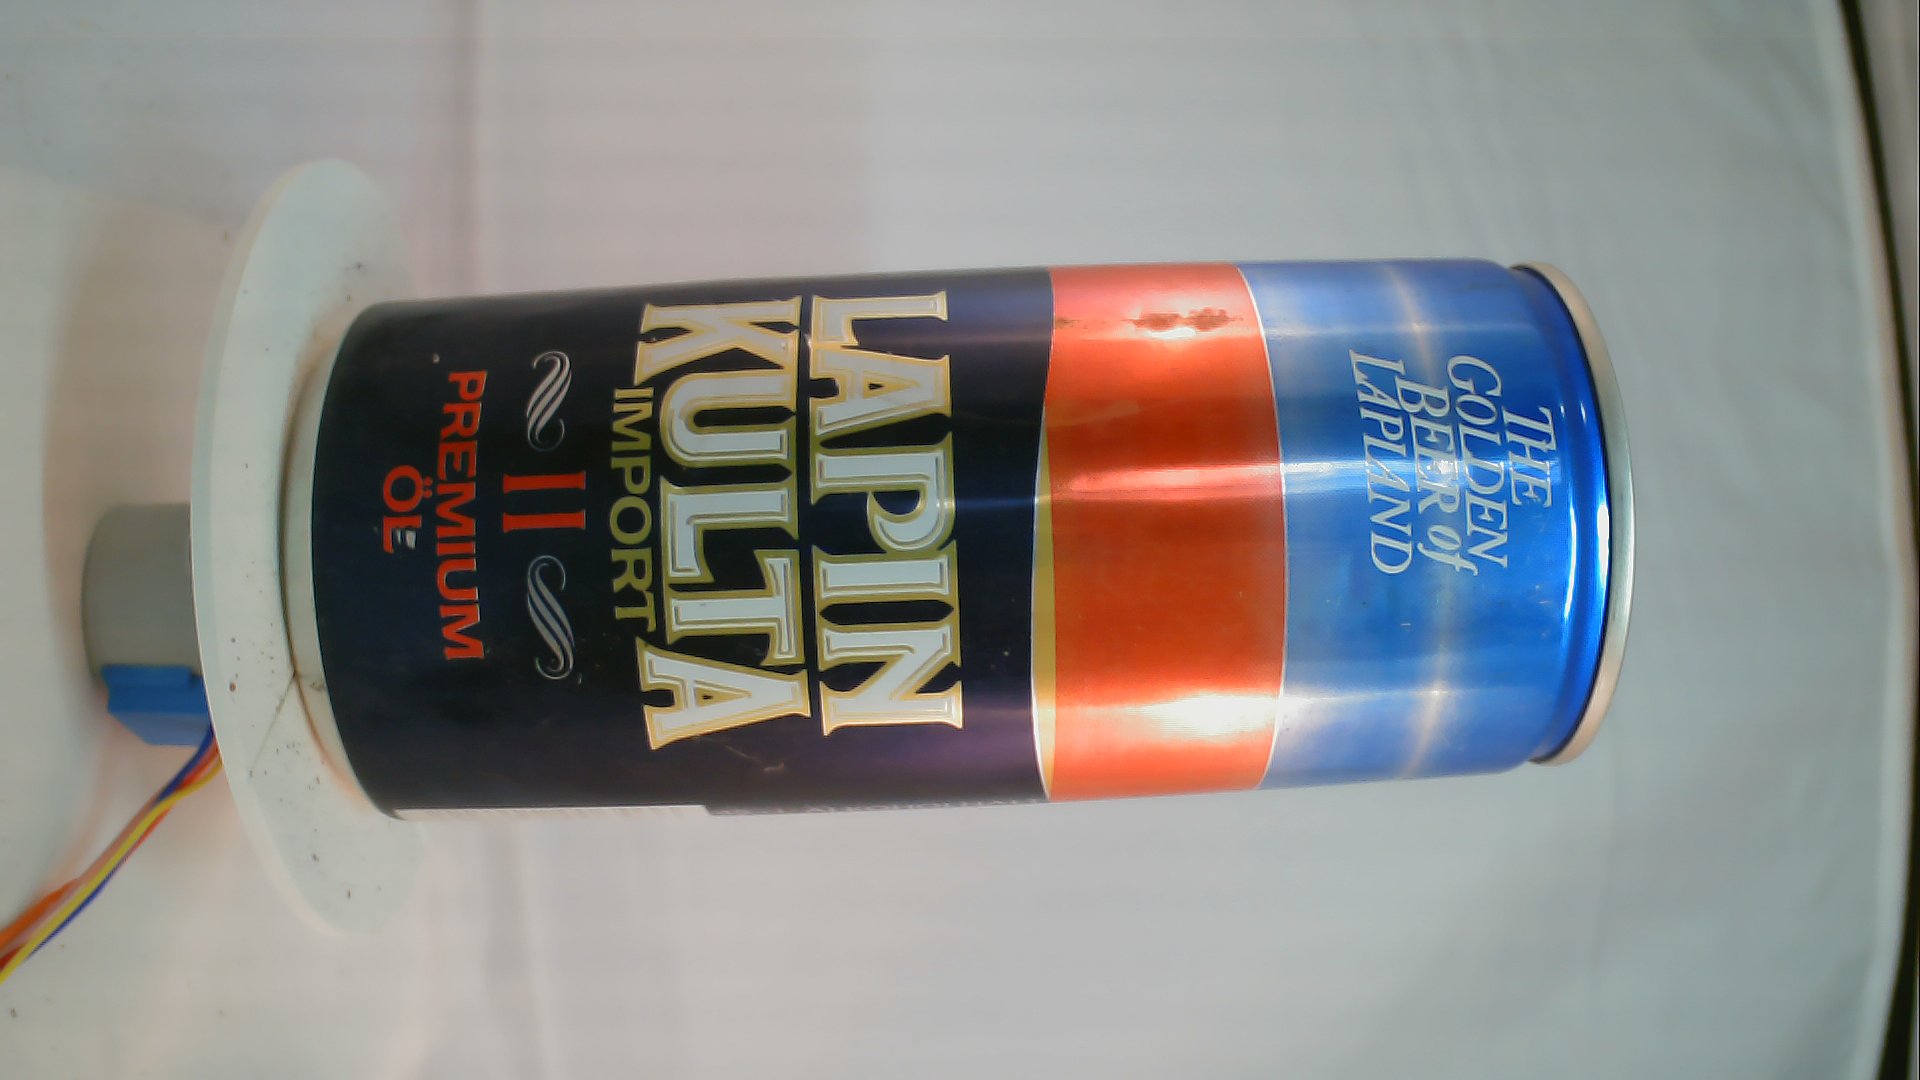 THE
GOLDEN
BEER of
LAPLAND
LAPIN
KULTA
IMPORT
II
PREMIUM
ÖL